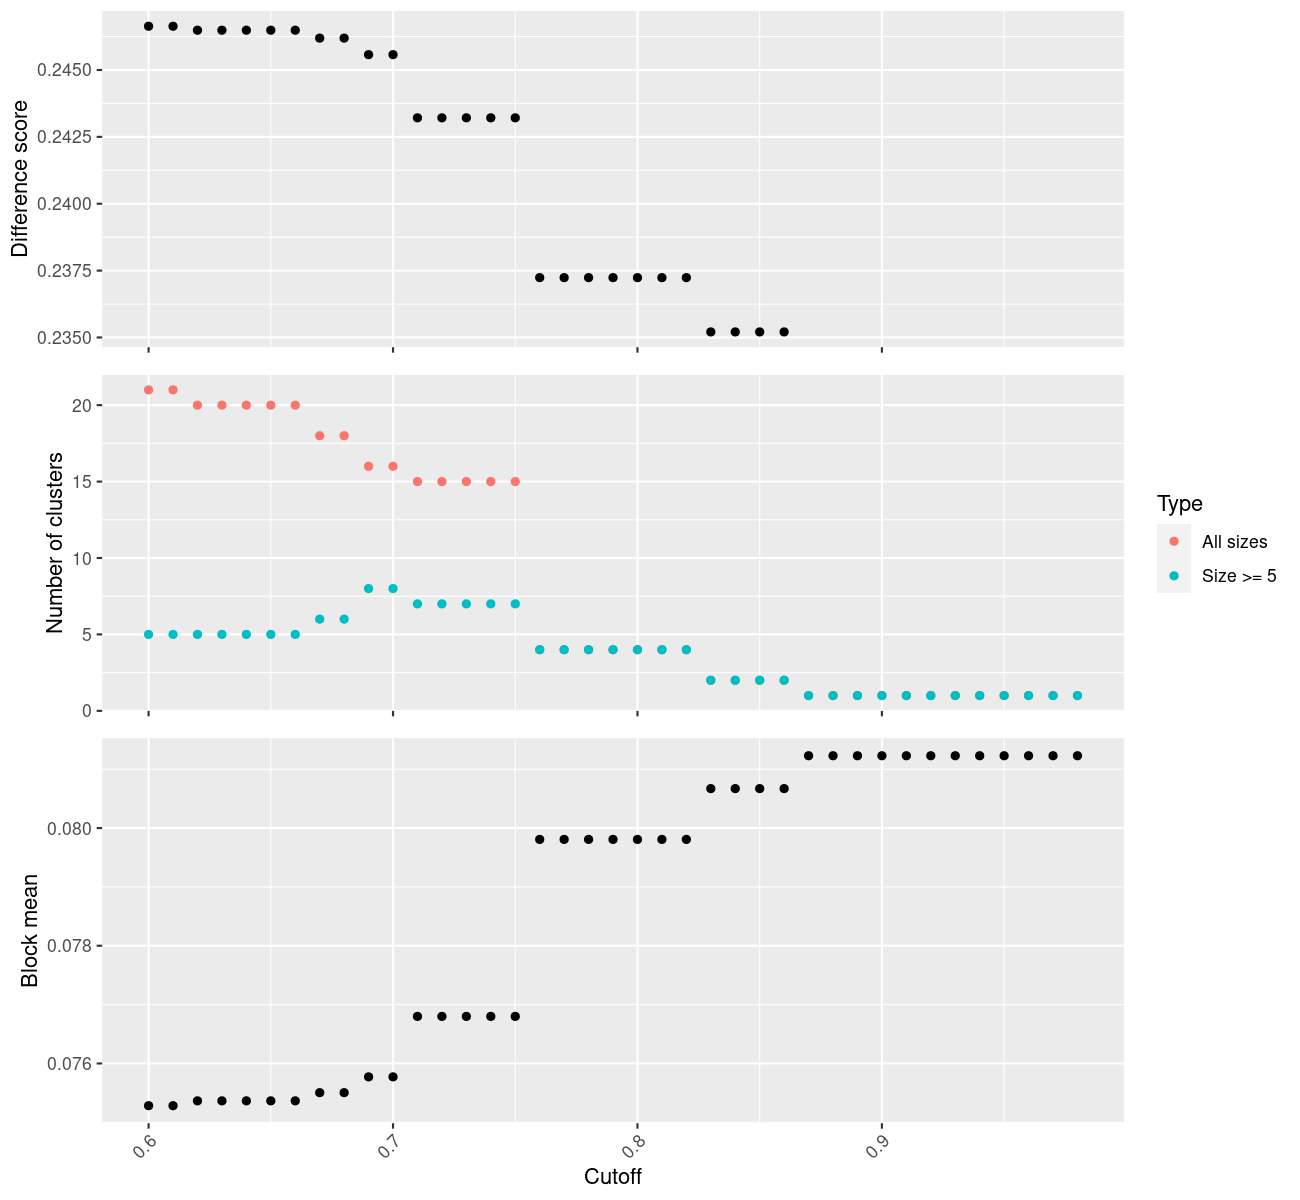 Difference score
0.2450
0.2425
0.2400
0.2375
0.2350
Number of clusters
20
15
10
5
0
Type
All sizes
Size >= 5
Block mean
0.080
0.078
0.076
0.6
0.7
0.8
0.9
Cutoff